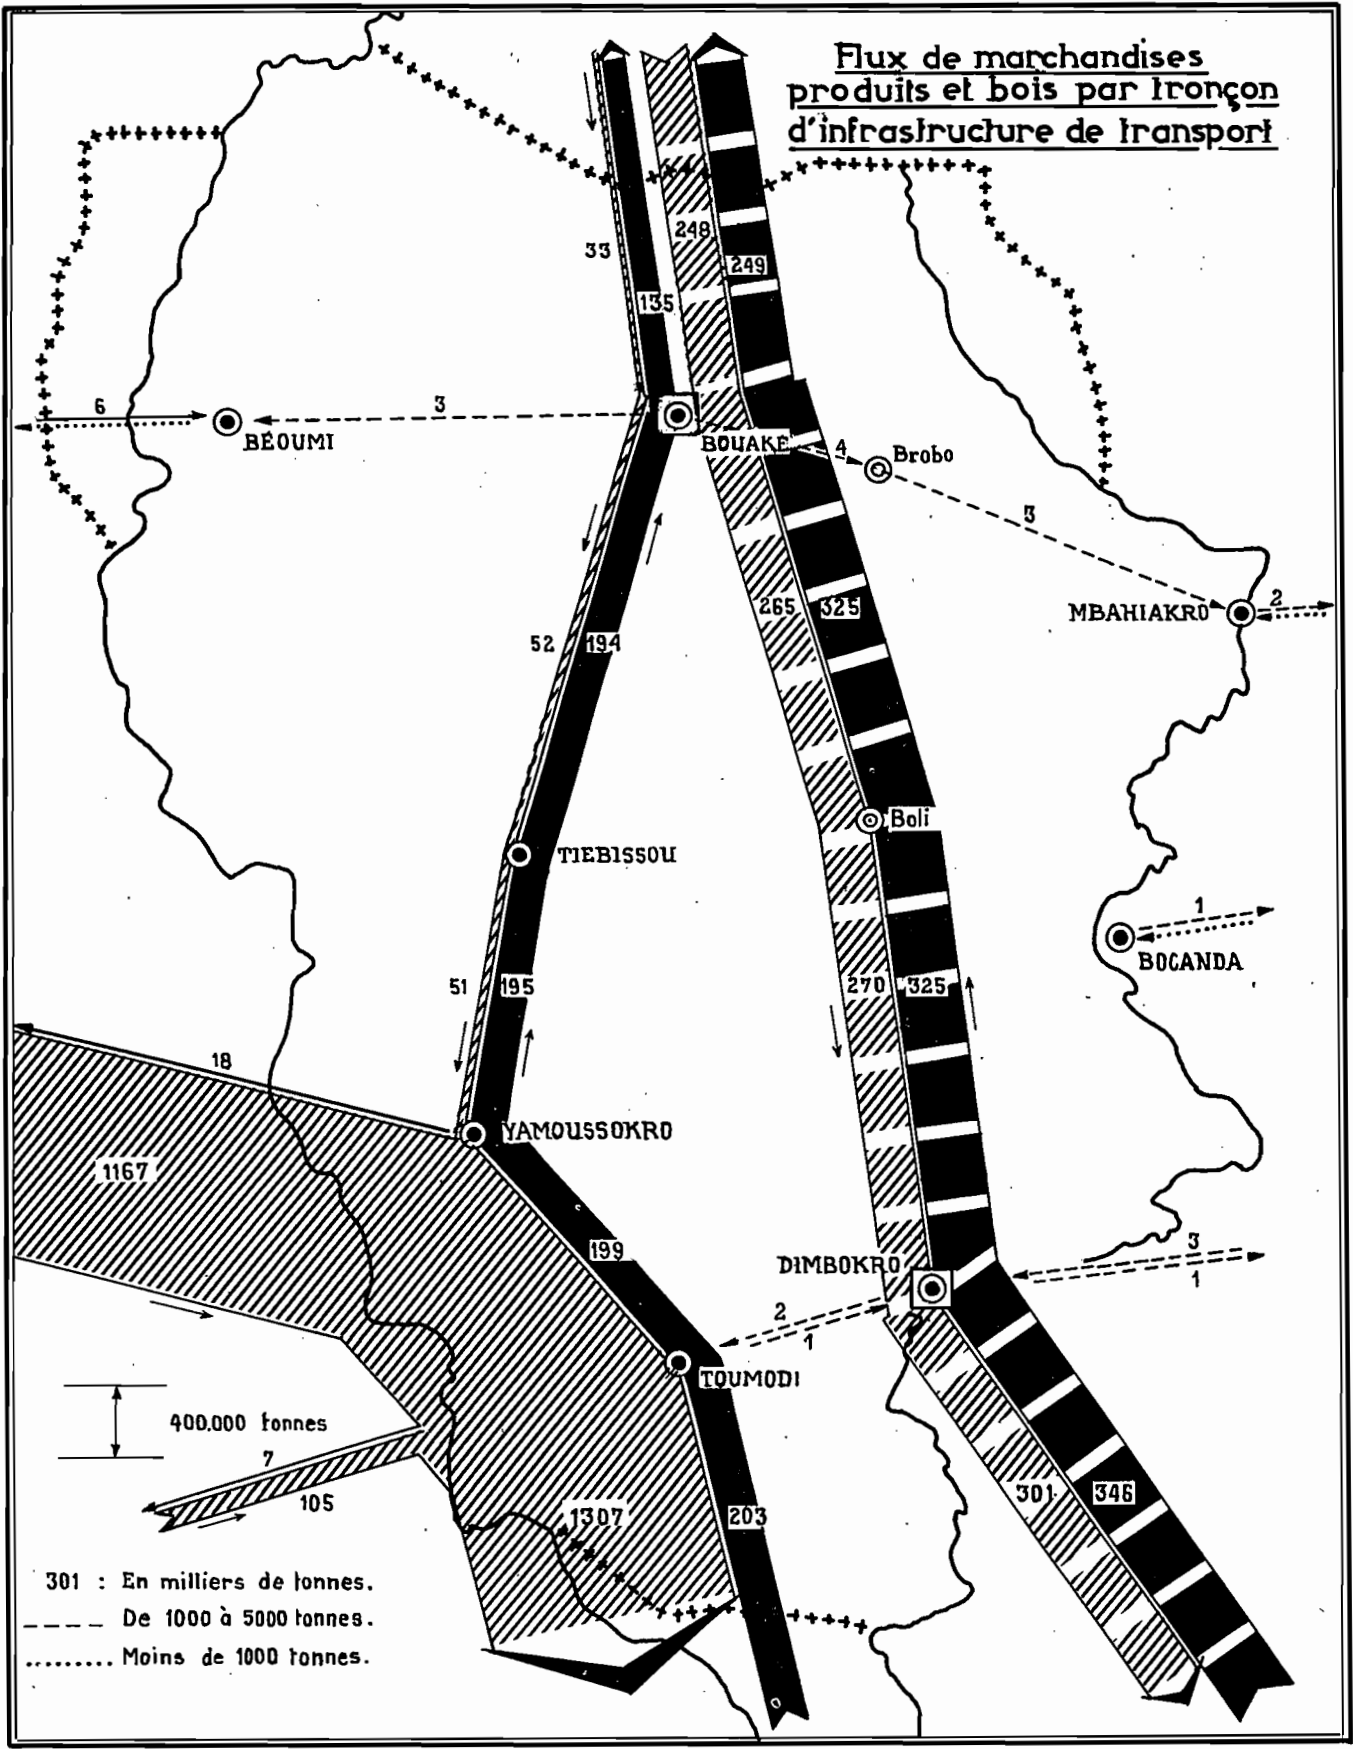 Flux de marchandises
produits et bois par tronçon
d'infrastructure de transport
248
33
249
135
6
3
BÉOUMI
BOUAKÉ
4
Brobo
3
2
MBAHIAKRO
265
325
52
194
Boli
TIEBISSOU
1
BOCANDA
51
195
270
325
18
YAMOUSSOKRO
1167
199
DIMBOKRO
3
1
2
1
TOUMODI
400.000 tonnes
7
105
301
346
1307
203
301 : En milliers de tonnes.
De 1000 à 5000 tonnes.
Moins de 1000 tonnes.